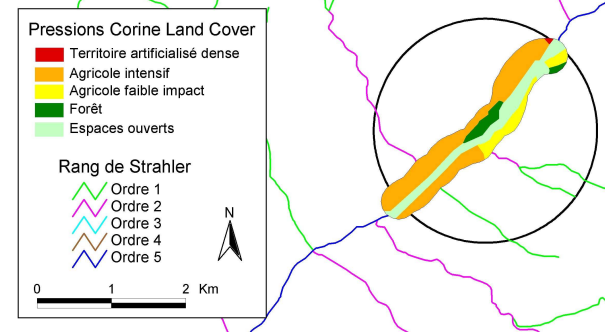 Pressions Corine Land Cover
Territoire artificialisé dense
Agricole intensif
Agricole faible impact
Forêt
Espaces ouverts
Rang de Strahler
Ordre 1
Ordre 2
Ordre 3
Ordre 4
Ordre 5
N
0 1 2 Km